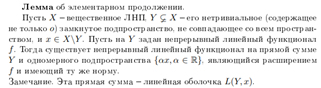 Лемма об элементарном продолжении.
Пусть X – вещественное ЛНП, Y ⊊ X – его нетривиальное (содержащее
не только o) замкнутое подпространство, не совпадающее со всем простран-
ством, и x ∈ X\Y. Пусть на Y задан непрерывный линейный функционал
f. Тогда существует непрерывный линейный функционал на прямой сумме
Y и одномерного подпространства {αx, α ∈ ℝ}, являющийся расширением
f и имеющий ту же норму.
Замечание. Эта прямая сумма – линейная оболочка L(Y, x).